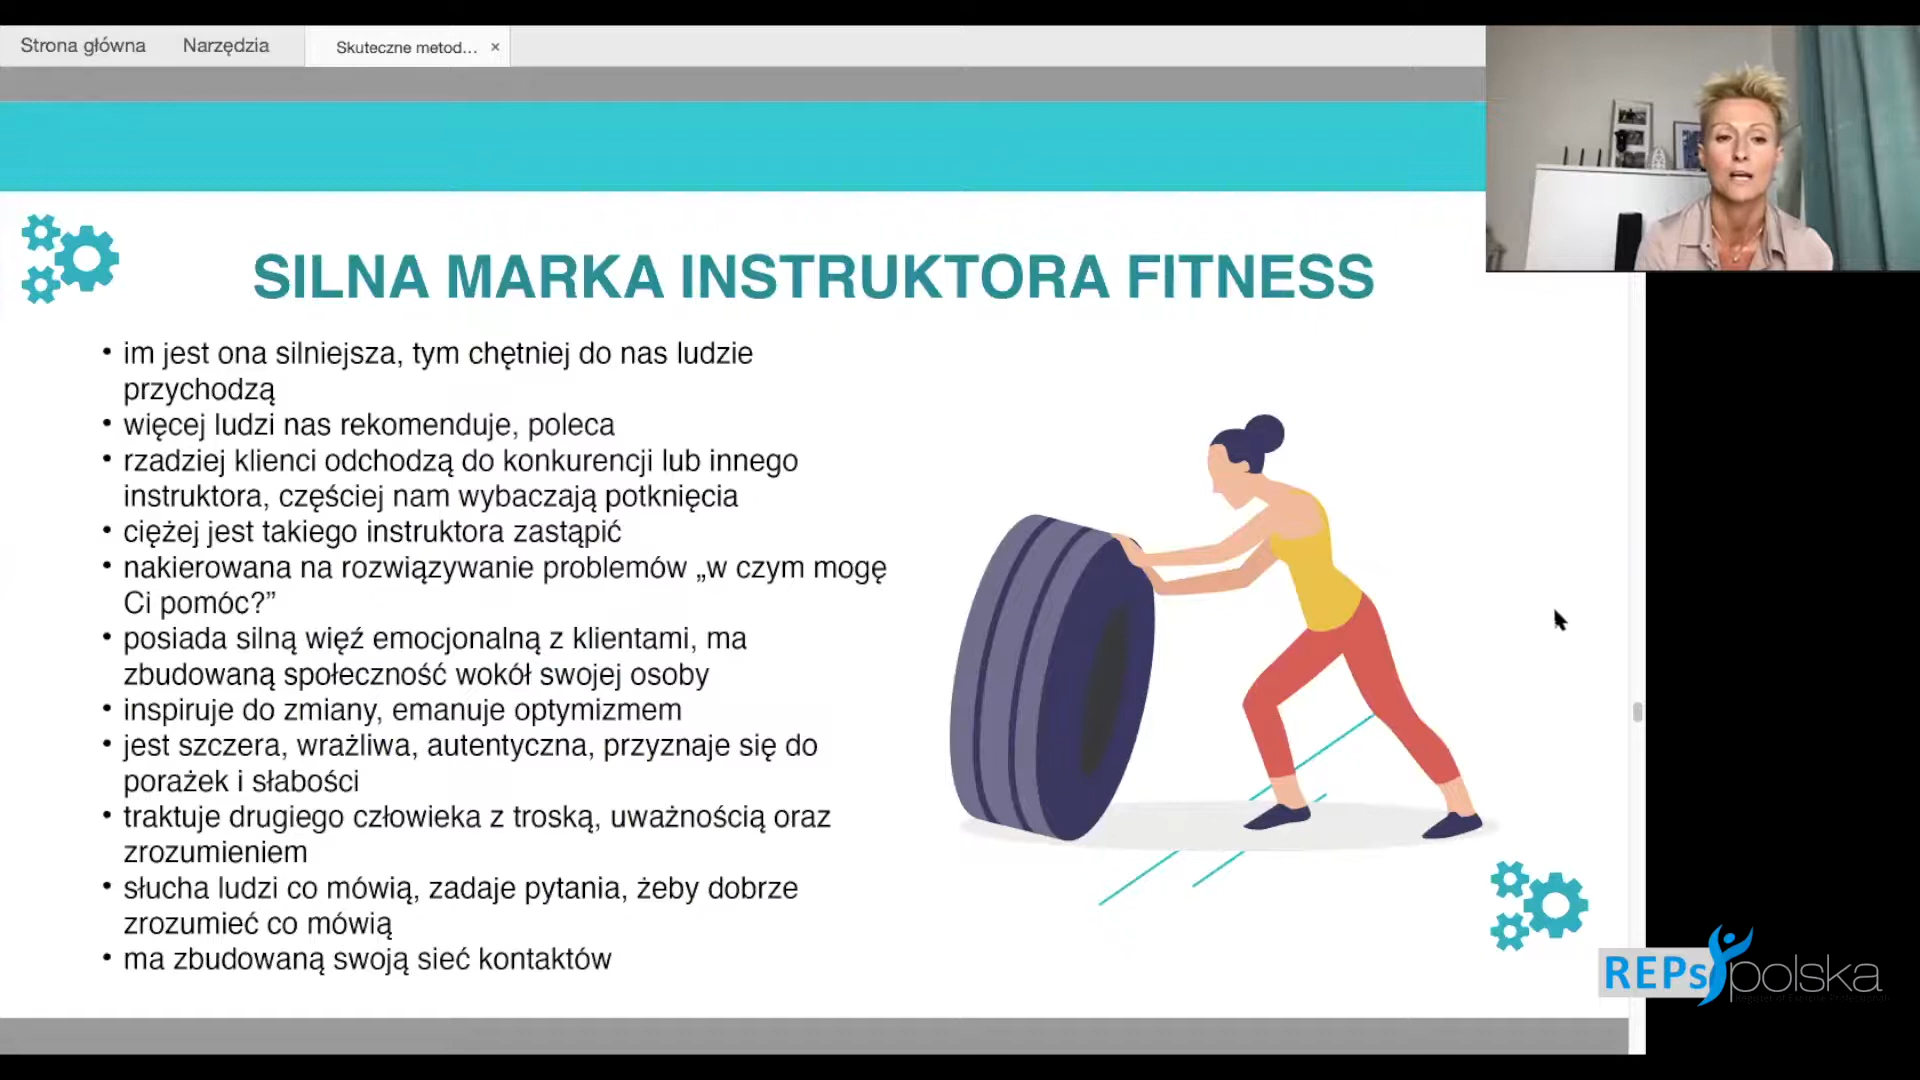 Strona główna
Narzędzia
Skuteczne metod... ×
SILNA MARKA INSTRUKTORA FITNESS
• im jest ona silniejsza, tym chętniej do nas ludzie
przychodzą
• więcej ludzi nas rekomenduje, poleca
• rzadziej klienci odchodzą do konkurencji lub innego
instruktora, częściej nam wybaczają potknięcia
• ciężej jest takiego instruktora zastąpić
• nakierowana na rozwiązywanie problemów „w czym mogę
Ci pomóc?”
• posiada silną więź emocjonalną z klientami, ma
zbudowaną społeczność wokół swojej osoby
• inspiruje do zmiany, emanuje optymizmem
• jest szczera, wrażliwa, autentyczna, przyznaje się do
porażek i słabości
• traktuje drugiego człowieka z troską, uważnością oraz
zrozumieniem
• słucha ludzi co mówią, zadaje pytania, żeby dobrze
zrozumieć co mówią
• ma zbudowaną swoją sieć kontaktów
REPs polska